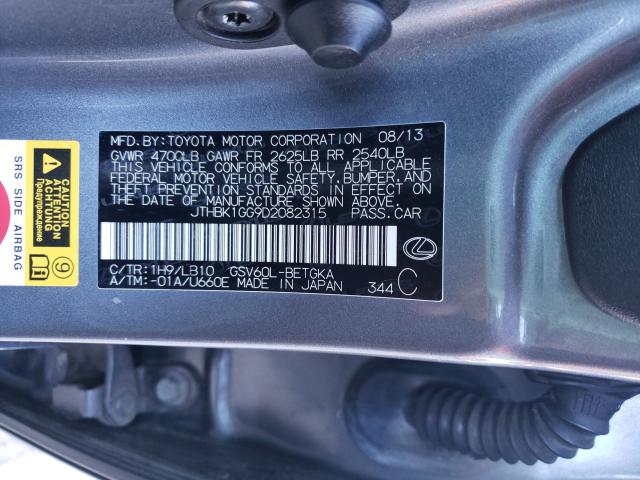 MFD. BY: TOYOTA MOTOR CORPORATION 08/13
GVWR 4700LB GAWR FR 2625LB RR 2540LB
THIS VEHICLE CONFORMS TO ALL APPLICABLE
FEDERAL MOTOR VEHICLE SAFETY, BUMPER, AND
THEFT PREVENTION STANDARDS IN EFFECT ON
THE DATE OF MANUFACTURE SHOWN ABOVE.
JTHBK1GG9D2082315 PASS. CAR
C/TR: 1H9/LB10 GSV60L-BETGKA
A/TM: -01A/U660E MADE IN JAPAN 344 C
SRS SIDE AIRBAG
Предупреждение
9